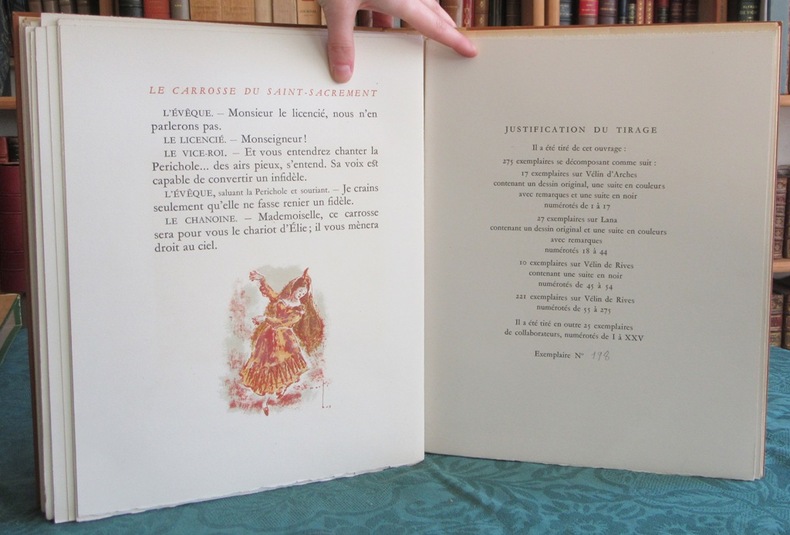 LE CARROSSE DU SAINT-SACREMENT
L'ÉVÊQUE. — Monsieur le licencié, nous n'en
parlerons pas.
LE LICENCIÉ. — Monseigneur !
LE VICE-ROI. — Et vous entendrez chanter la
Perichole... des airs pieux, s'entend. Sa voix est
capable de convertir un infidèle.
L'ÉVÊQUE, saluant la Perichole et souriant. — Je crains
seulement qu'elle ne fasse renier un fidèle.
LE CHANOINE. — Mademoiselle, ce carrosse
sera pour vous le chariot d'Élie ; il vous mènera
droit au ciel.
JUSTIFICATION DU TIRAGE
Il a été tiré de cet ouvrage :
275 exemplaires se décomposant comme suit :
17 exemplaires sur Vélin d'Arches
contenant un dessin original, une suite en couleurs
avec remarques et une suite en noir
numérotés de 1 à 17
27 exemplaires sur Lana
contenant un dessin original et une suite en couleurs
avec remarques
numérotés 18 à 44
10 exemplaires sur Vélin de Rives
contenant une suite en noir
numérotés de 45 à 54
221 exemplaires sur Vélin de Rives
numérotés de 55 à 275
Il a été tiré en outre 25 exemplaires
de collaborateurs, numérotés de I à XXV
Exemplaire N° 198